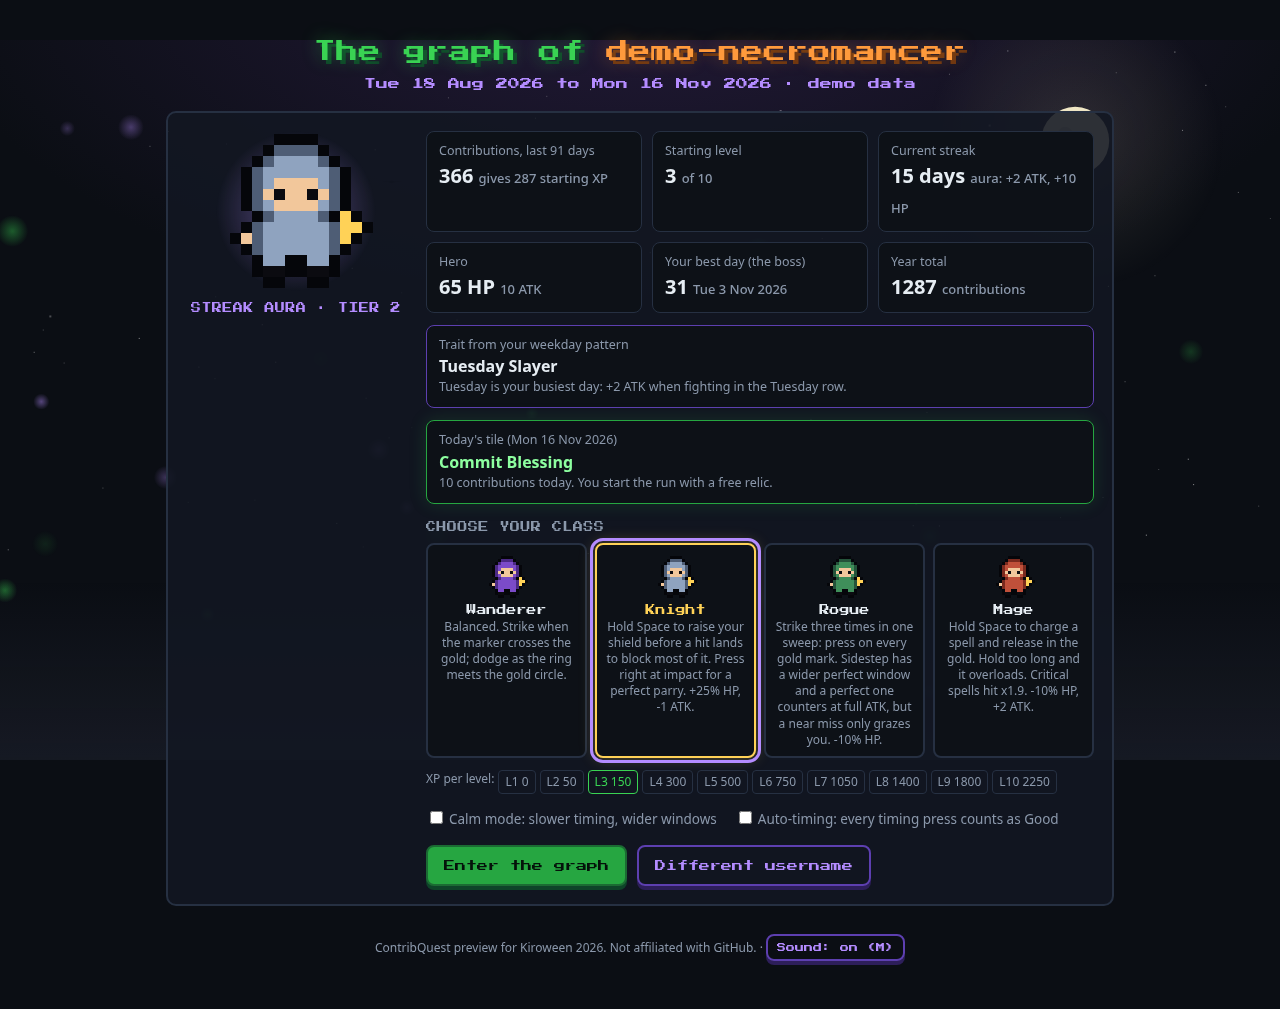 The graph of demo-necromancer
Tue 18 Aug 2026 to Mon 16 Nov 2026 · demo data
STREAK AURA · TIER 2
Contributions, last 91 days
366 gives 287 starting XP
Starting level
3 of 10
Current streak
15 days aura: +2 ATK, +10
HP
Hero
65 HP 10 ATK
Your best day (the boss)
31 Tue 3 Nov 2026
Year total
1287 contributions
Trait from your weekday pattern
Tuesday Slayer
Tuesday is your busiest day: +2 ATK when fighting in the Tuesday row.
Today's tile (Mon 16 Nov 2026)
Commit Blessing
10 contributions today. You start the run with a free relic.
CHOOSE YOUR CLASS
Wanderer
Balanced. Strike when
the marker crosses the
gold; dodge as the ring
meets the gold circle.
Knight
Hold Space to raise your
shield before a hit lands
to block most of it. Press
right at impact for a
perfect parry. +25% HP,
-1 ATK.
Rogue
Strike three times in one
sweep: press on every
gold mark. Sidestep has
a wider perfect window
and a perfect one
counters at full ATK, but
a near miss only grazes
you. -10% HP.
Mage
Hold Space to charge a
spell and release in the
gold. Hold too long and
it overloads. Critical
spells hit x1.9. -10% HP,
+2 ATK.
XP per level: L1 0 L2 50 L3 150 L4 300 L5 500 L6 750 L7 1050 L8 1400 L9 1800 L10 2250
Calm mode: slower timing, wider windows Auto-timing: every timing press counts as Good
Enter the graph Different username
ContribQuest preview for Kiroween 2026. Not affiliated with GitHub. · Sound: on (M)